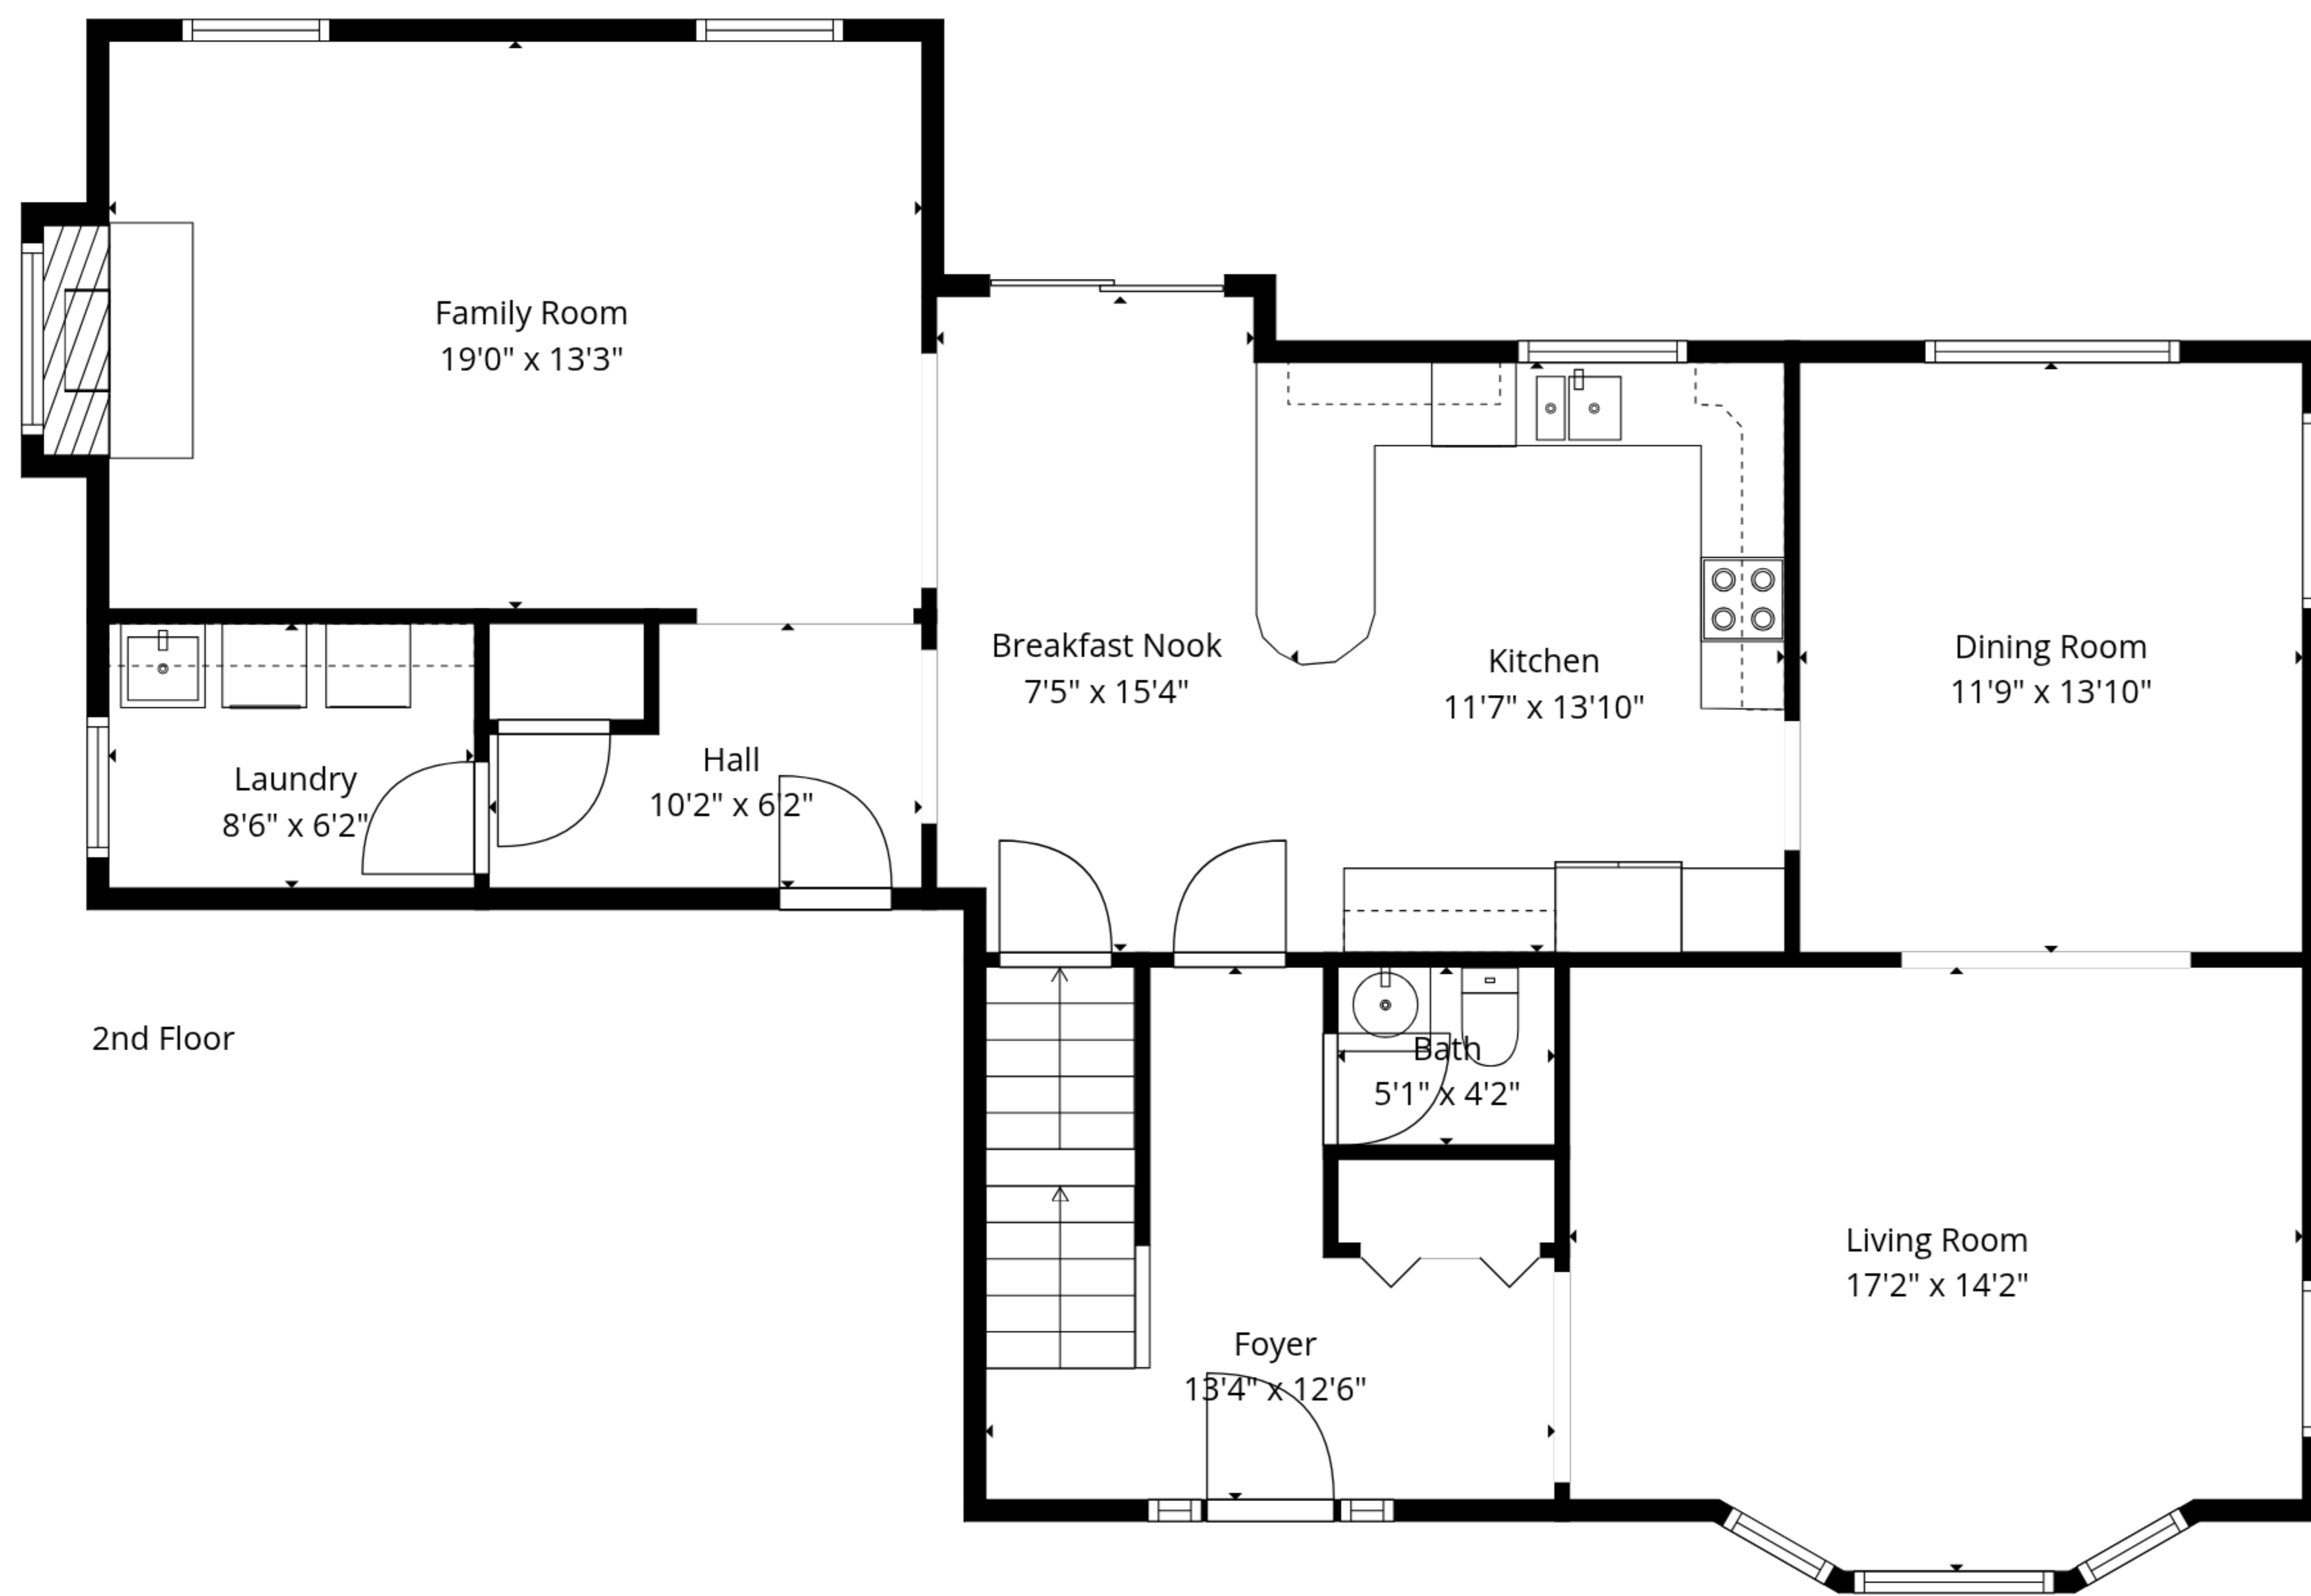 Family Room
19'0" x 13'3"
Breakfast Nook
7'5" x 15'4"
Kitchen
11'7" x 13'10"
Dining Room
11'9" x 13'10"
Laundry
8'6" x 6'2"
Hall
10'2" x 6'2"
2nd Floor
Bath
5'1" x 4'2"
Living Room
17'2" x 14'2"
Foyer
13'4" x 12'6"